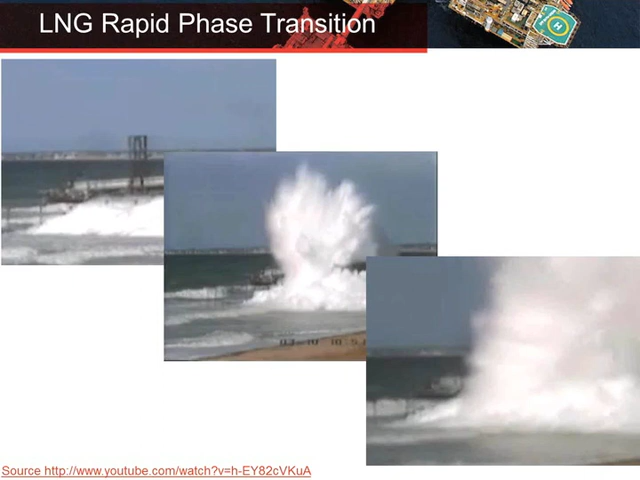 LNG Rapid Phase Transition
H
Source http://www.youtube.com/watch?v=h-EY82cVKuA